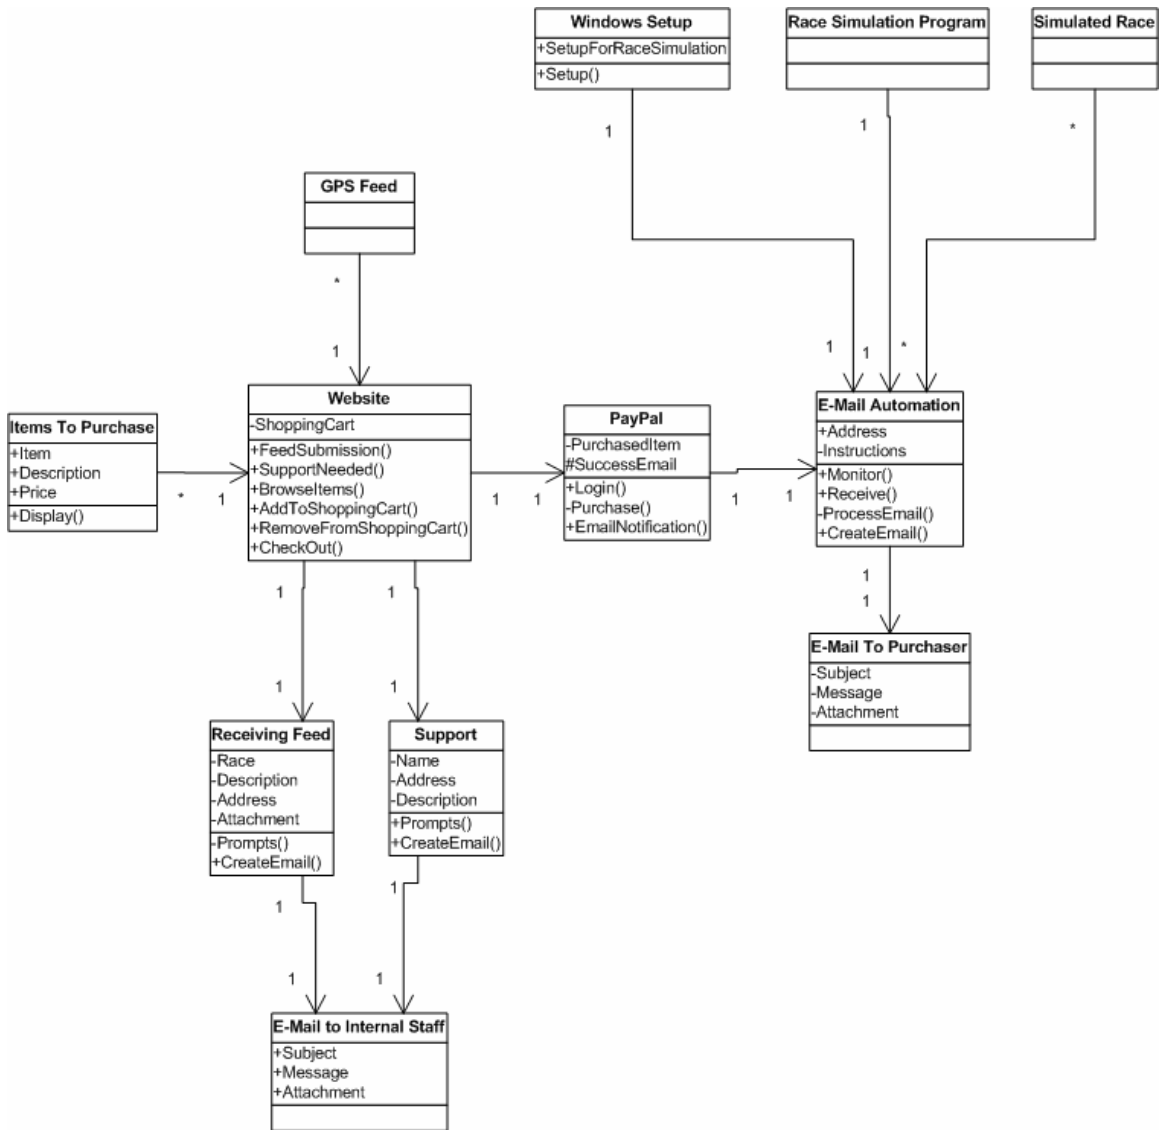 Windows Setup
+SetupForRaceSimulation
+Setup()
Race Simulation Program
Simulated Race
1
1
*
GPS Feed
*
1
1
1
*
Items To Purchase
+Item
+Description
+Price
+Display()
*
1
Website
-ShoppingCart
+FeedSubmission()
+SupportNeeded()
+BrowseItems()
+AddToShoppingCart()
+RemoveFromShoppingCart()
+CheckOut()
1
1
PayPal
-PurchasedItem
#SuccessEmail
+Login()
-Purchase()
+EmailNotification()
1
1
E-Mail Automation
+Address
-Instructions
+Monitor()
+Receive()
-ProcessEmail()
+CreateEmail()
1
1
E-Mail To Purchaser
-Subject
-Message
-Attachment
1
1
1
1
Receiving Feed
-Race
-Description
-Address
-Attachment
-Prompts()
+CreateEmail()
Support
-Name
-Address
-Description
+Prompts()
+CreateEmail()
1
1
1
1
E-Mail to Internal Staff
+Subject
+Message
+Attachment